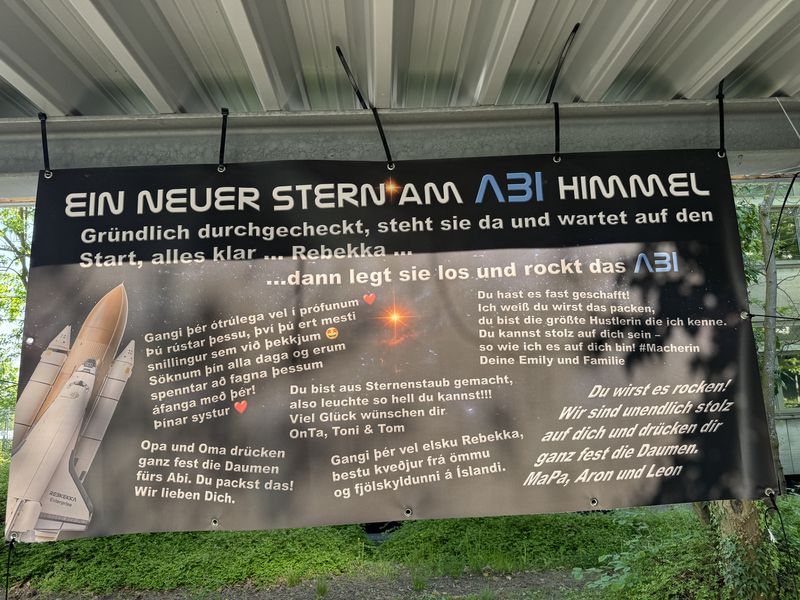 EIN NEUER STERN AM ABI HIMMEL
Gründlich durchgecheckt, steht sie da und wartet auf den
Start, alles klar ... Rebekka ...
...dann legt sie los und rockt das ABI
Gangi þér ótrúlega vel í prófunum ❤️
Þú rústar þessu, því þú ert mesti
snillingur sem við þekkjum 🤩
Söknum þín alla daga og erum
spenntar að fagna þessum
áfanga með þér!
Þínar systur ❤️
Du hast es fast geschafft!
Ich weiß du wirst das packen,
du bist die größte Hustlerin die ich kenne.
Du kannst stolz auf dich sein –
so wie ich es auf dich bin! #Macherin
Deine Emily und Familie
Du bist aus Sternenstaub gemacht,
also leuchte so hell du kannst!!!
Viel Glück wünschen dir
OnTa, Toni & Tom
Du wirst es rocken!
Wir sind unendlich stolz
auf dich und drücken dir
ganz fest die Daumen.
MaPa, Aron und Leon
Opa und Oma drücken
ganz fest die Daumen
fürs Abi. Du packst das!
Wir lieben Dich.
Gangi þér vel elsku Rebekka,
bestu kveðjur frá ömmu
og fjölskyldunni á Íslandi.
REBEKKA
Enterprise